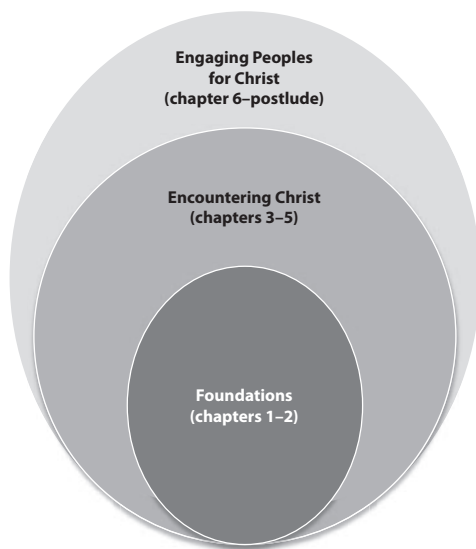 Engaging Peoples
for Christ
(chapter 6–postlude)
Encountering Christ
(chapters 3–5)
Foundations
(chapters 1–2)